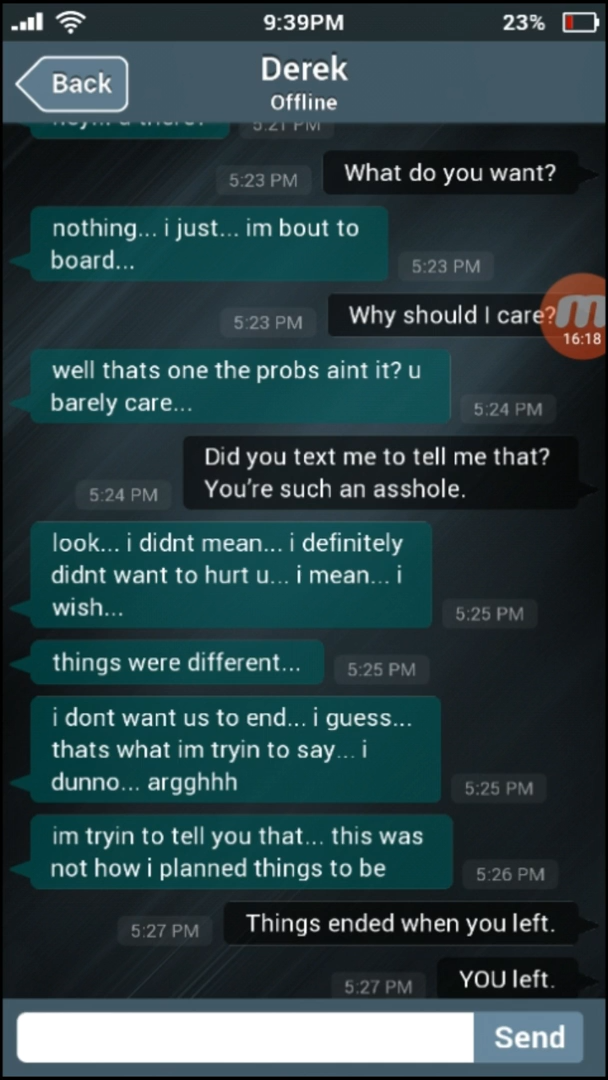 9:39PM
23%
Back
Derek
Offline
5:21 PM
What do you want?
5:23 PM
nothing... i just... im bout to
board...
5:23 PM
Why should I care?
5:23 PM
16:18
well thats one the probs aint it? u
barely care...
5:24 PM
Did you text me to tell me that?
You're such an asshole.
5:24 PM
look... i didnt mean... i definitely
didnt want to hurt u... i mean... i
wish...
5:25 PM
things were different...
5:25 PM
i dont want us to end... i guess...
thats what im tryin to say... i
dunno... argghhh
5:25 PM
im tryin to tell you that... this was
not how i planned things to be
5:26 PM
Things ended when you left.
5:27 PM
YOU left.
5:27 PM
Send